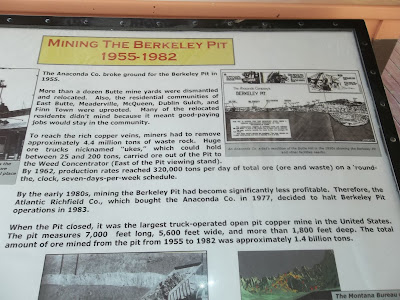 MINING THE BERKELEY PIT
1955-1982
The Anaconda Co. broke ground for the Berkeley Pit in
1955.
More than a dozen Butte mine yards were dismantled
and relocated. Also, the residential communities of
East Butte, Meaderville, McQueen, Dublin Gulch, and
Finn Town were uprooted. Many of the relocated
residents didn't mind because it meant good-paying
jobs would stay in the community.
To reach the rich copper veins, miners had to remove
approximately 4.4 million tons of waste rock. Huge
ore trucks nicknamed "ukes," which could hold
between 25 and 200 tons, carried ore out of the Pit to
the Weed Concentrator (East of the Pit viewing stand).
By 1962, production rates reached 320,000 tons per day of total ore (ore and waste) on a 'round-
the, clock, seven-days-per-week schedule.
By the early 1980s, mining the Berkeley Pit had become significantly less profitable. Therefore, the
Atlantic Richfield Co., which bought the Anaconda Co. in 1977, decided to halt Berkeley Pit
operations in 1983.
When the Pit closed, it was the largest truck-operated open pit copper mine in the United States.
The pit measures 7,000 feet long, 5,600 feet wide, and more than 1,800 feet deep. The total
amount of ore mined from the pit from 1955 to 1982 was approximately 1.4 billion tons.
BERKELEY PIT
The Montana Bureau